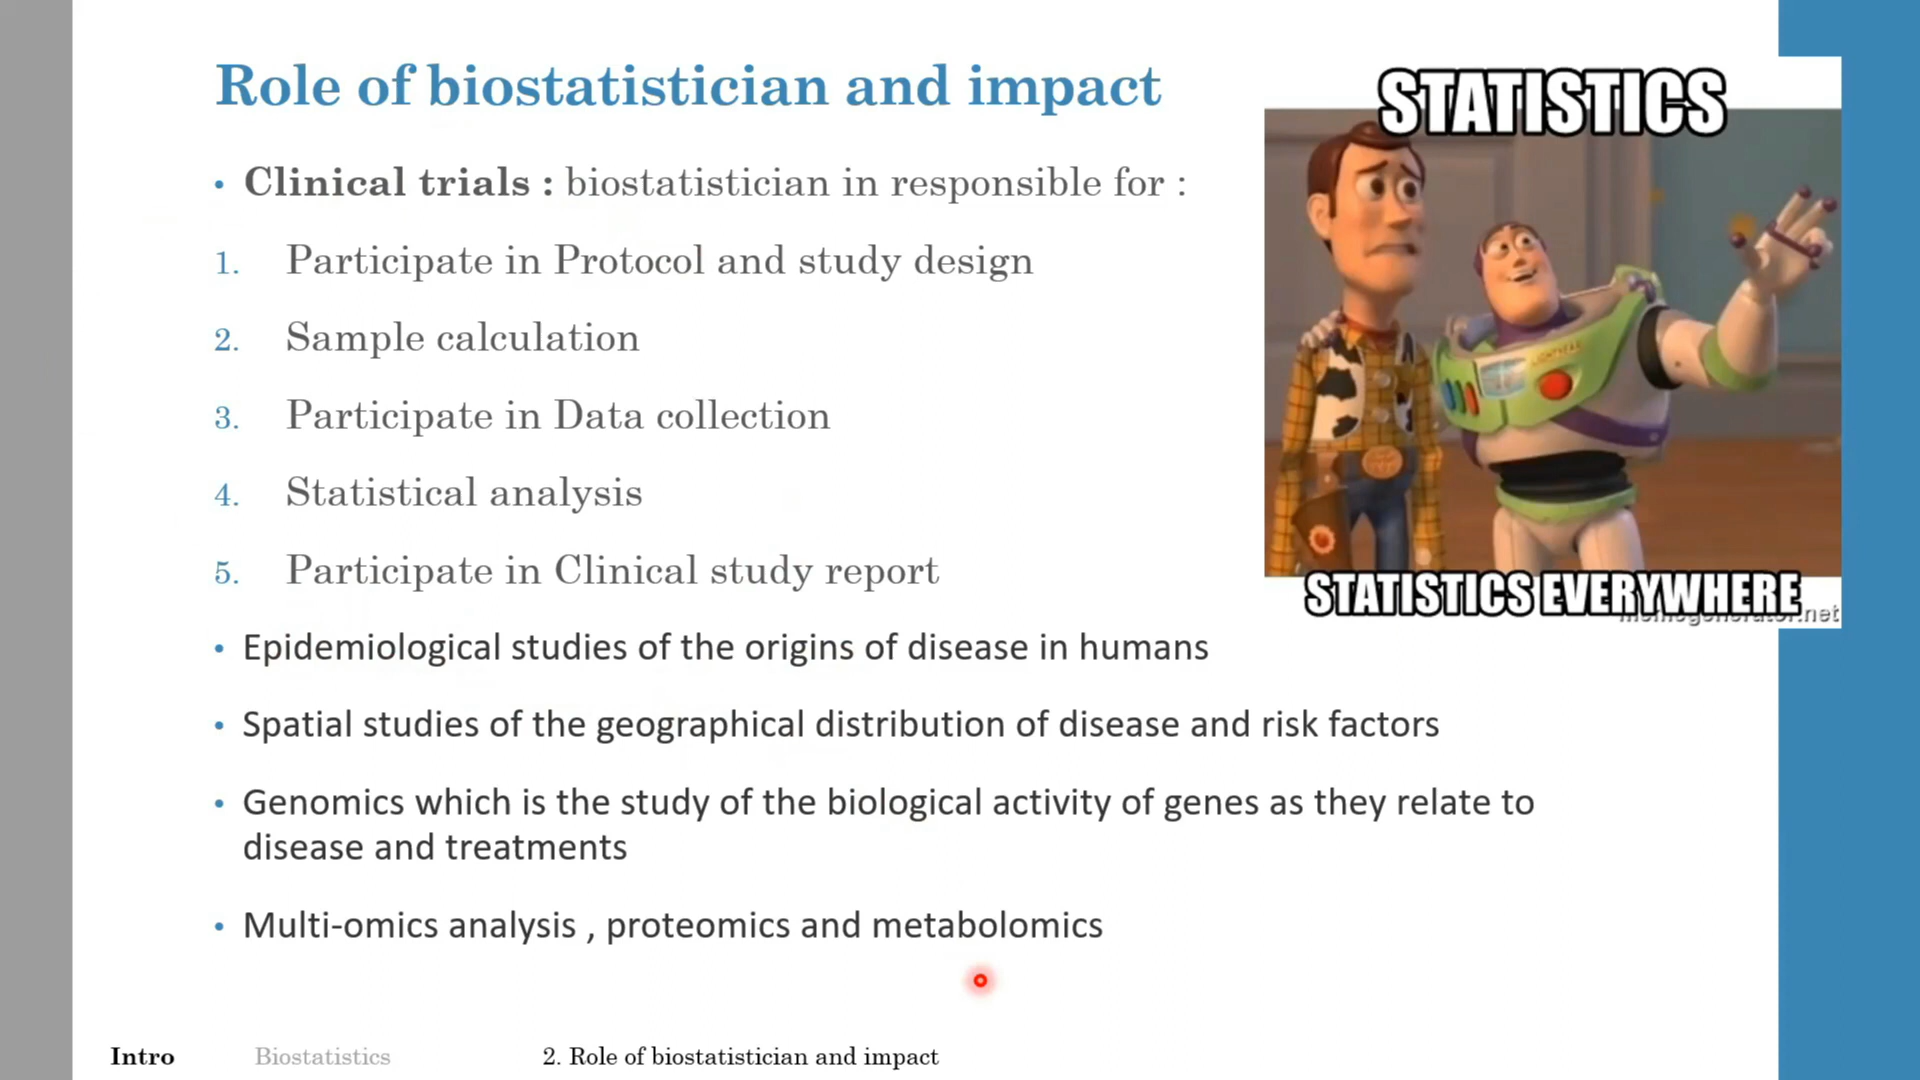 Role of biostatistician and impact
• Clinical trials : biostatistician in responsible for :
1. Participate in Protocol and study design
2. Sample calculation
3. Participate in Data collection
4. Statistical analysis
5. Participate in Clinical study report
• Epidemiological studies of the origins of disease in humans
• Spatial studies of the geographical distribution of disease and risk factors
• Genomics which is the study of the biological activity of genes as they relate to
disease and treatments
• Multi-omics analysis , proteomics and metabolomics
STATISTICS
LIGHTYEAR
STATISTICS EVERYWHERE
memegenerator.net
Intro Biostatistics 2. Role of biostatistician and impact